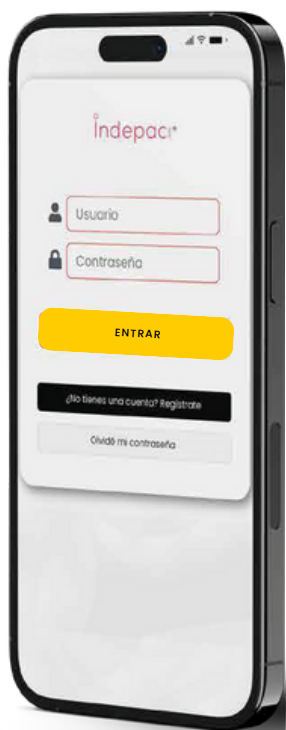 indepaci
Usuario
Contraseña
ENTRAR
¿No tienes una cuenta? Regístrate
Olvidé mi contraseña